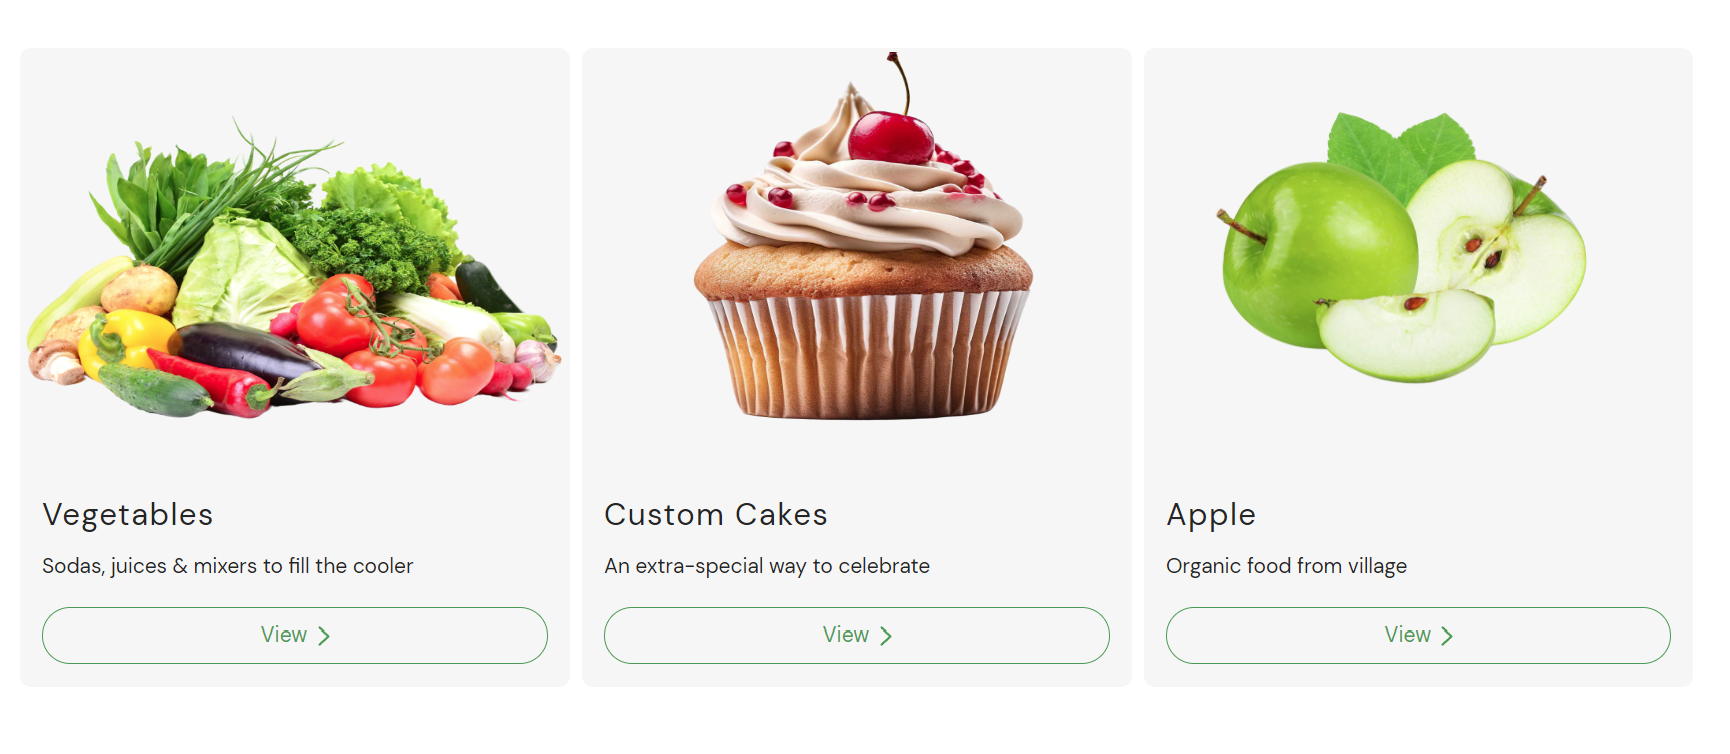 Vegetables
Sodas, juices & mixers to fill the cooler
View
Custom Cakes
An extra-special way to celebrate
View
Apple
Organic food from village
View